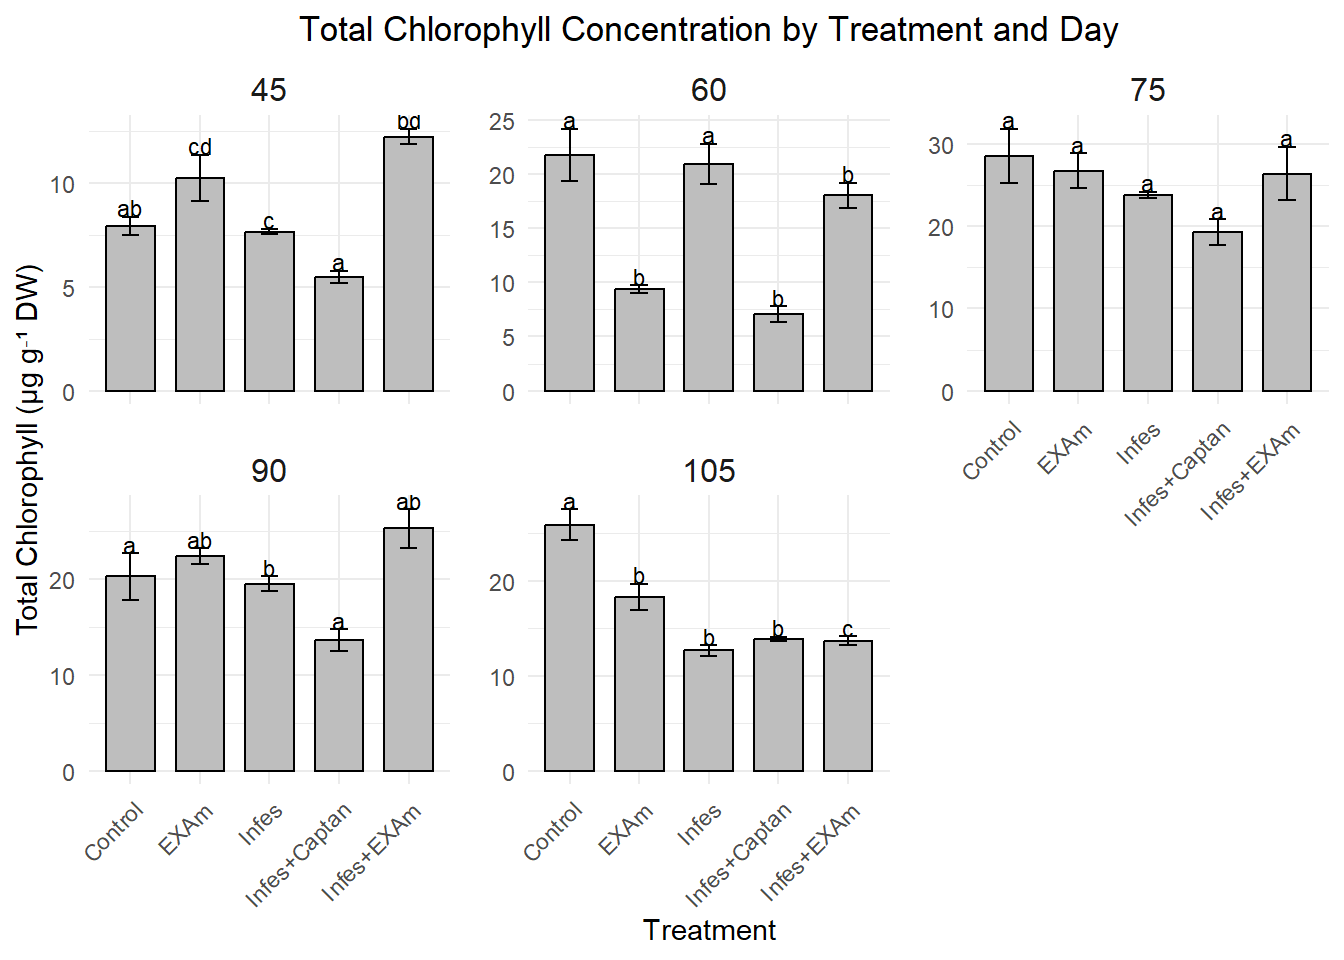 Total Chlorophyll Concentration by Treatment and Day
45
60
75
Total Chlorophyll (µg g⁻¹ DW)
10
5
0
ab
cd
c
a
bd
25
20
15
10
5
0
a
b
a
b
b
30
20
10
0
a
a
a
a
a
Control
EXAm
Infes
Infes+Captan
Infes+EXAm
90
105
20
10
0
a
ab
b
a
ab
Control
EXAm
Infes
Infes+Captan
Infes+EXAm
20
10
0
a
b
b
b
c
Control
EXAm
Infes
Infes+Captan
Infes+EXAm
Treatment